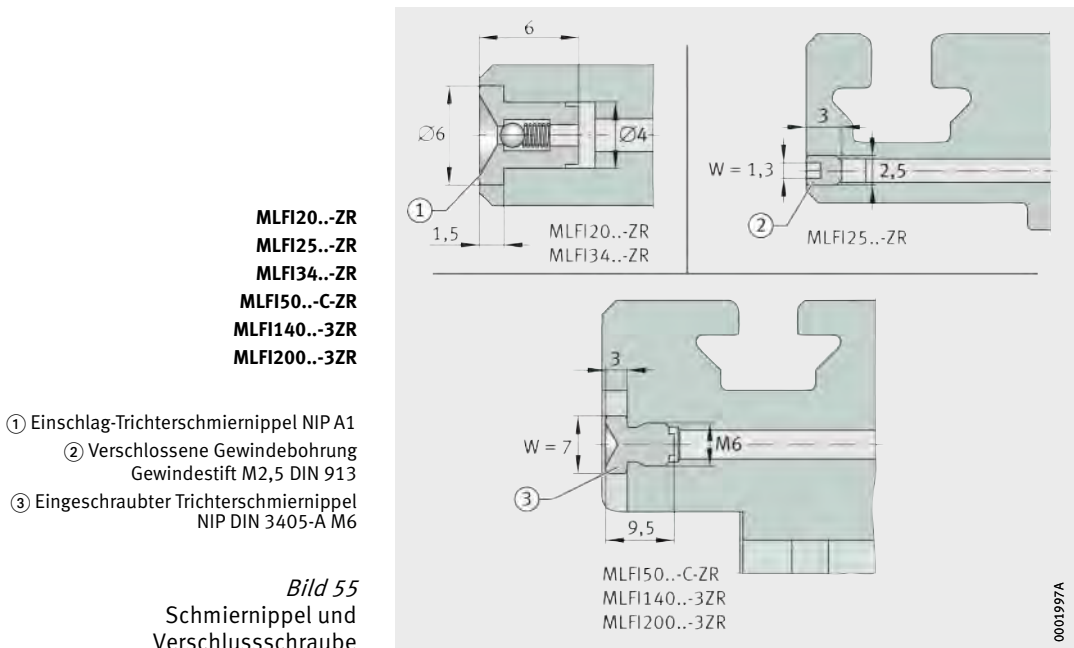 MLFI20..-ZR
MLFI25..-ZR
MLFI34..-ZR
MLFI50..-C-ZR
MLFI140..-3ZR
MLFI200..-3ZR
① Einschlag-Trichterschmiernippel NIP A1
② Verschlossene Gewindebohrung
Gewindestift M2,5 DIN 913
③ Eingeschraubter Trichterschmiernippel
NIP DIN 3405-A M6
Bild 55
Schmiernippel und
Verschlussschraube
6
Ø6
Ø4
①
1,5
MLFI20..-ZR
MLFI34..-ZR
3
W = 1,3
2,5
②
MLFI25..-ZR
3
W = 7
M6
③
9,5
MLFI50..-C-ZR
MLFI140..-3ZR
MLFI200..-3ZR
0001997A